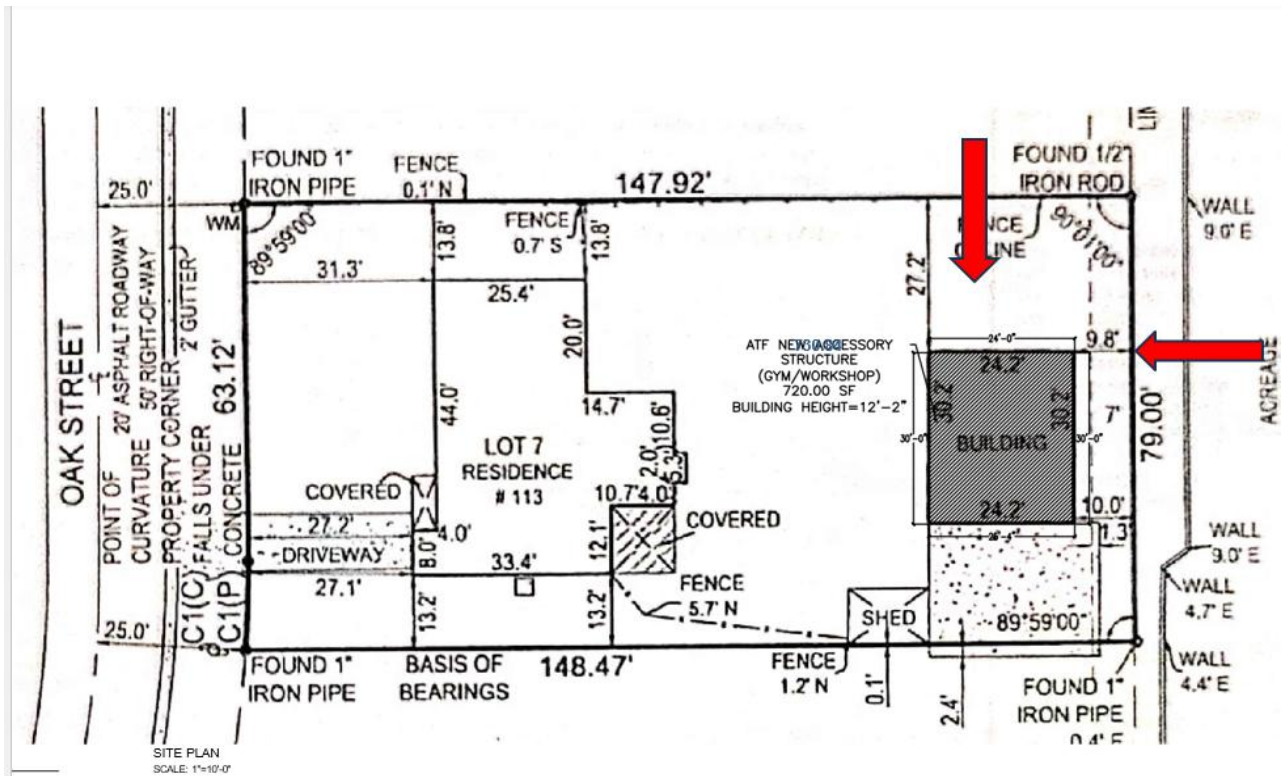 FOUND 1"
IRON PIPE
FENCE
0.1' N
147.92'
FOUND 1/2"
IRON ROD
25.0'
WM
89°59'00"
FENCE
0.7' S
13.8'
13.8'
90°01'00"
WALL
9.0' E
31.3'
25.4'
27.2'
OAK STREET
20' ASPHALT ROADWAY
50' RIGHT-OF-WAY
2' GUTTER
POINT OF
CURVATURE
PROPERTY CORNER
FALLS UNDER
CONCRETE
63.12'
20.0'
44.0'
ATF NEW ACCESSORY
STRUCTURE
(GYM/WORKSHOP)
720.00 SF
BUILDING HEIGHT=12'-2"
24'-0"
24.2'
9.8'
30.2'
30.2'
30'-0"
30'-0"
BUILDING
7'
79.00'
ACREAGE
14.7'
10.6'
2.0'
5.3'
LOT 7
RESIDENCE
# 113
10.7'
4.0'
COVERED
COVERED
24.2'
10.0'
1.3'
27.2'
DRIVEWAY
27.1'
4.0'
8.0'
33.4'
12.1'
13.2'
13.2'
FENCE
5.7' N
SHED
89°59'00"
WALL
9.0' E
WALL
4.7' E
WALL
4.4' E
25.0'
C1(C)
C1(P)
FOUND 1"
IRON PIPE
BASIS OF
BEARINGS
148.47'
FENCE
1.2' N
0.1'
2.4'
FOUND 1"
IRON PIPE
0.4' E
SITE PLAN
SCALE: 1"=10'-0"